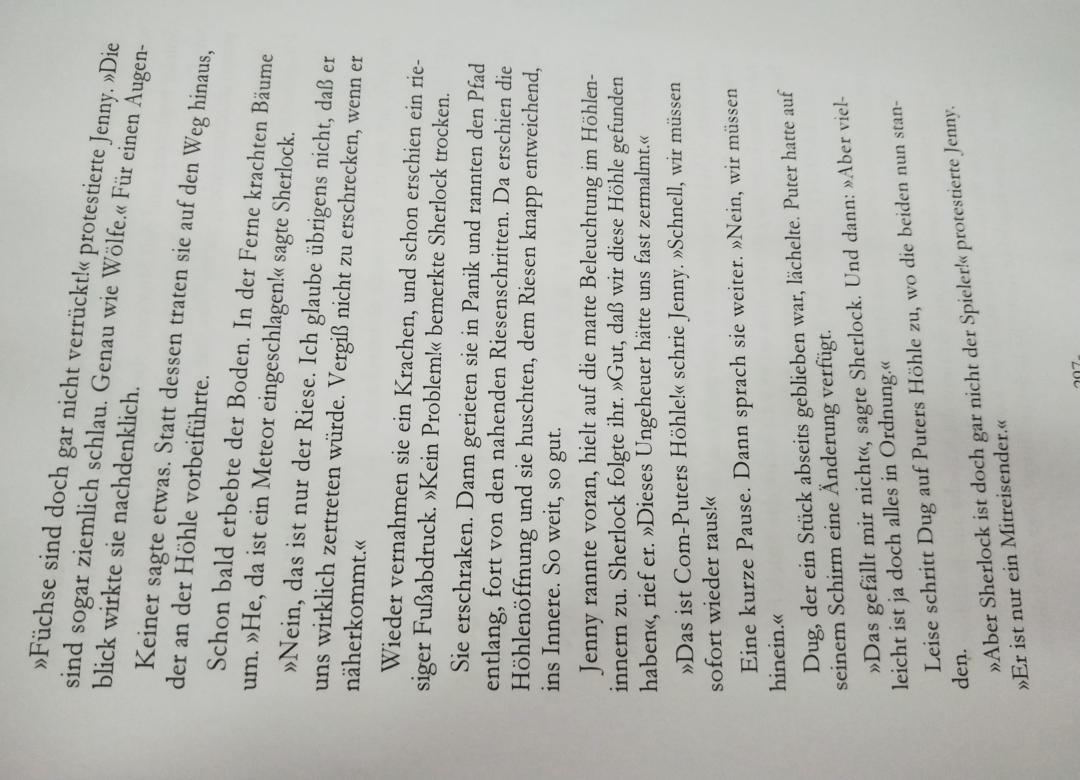 »Füchse sind doch gar nicht verrückt!« protestierte Jenny. »Die
sind sogar ziemlich schlau. Genau wie Wölfe.« Für einen Augen-
blick wirkte sie nachdenklich.
Keiner sagte etwas. Statt dessen traten sie auf den Weg hinaus,
der an der Höhle vorbeiführte.
Schon bald erbebte der Boden. In der Ferne krachten Bäume
um. »He, da ist ein Meteor eingeschlagen!« sagte Sherlock.
»Nein, das ist nur der Riese. Ich glaube übrigens nicht, daß er
uns wirklich zertreten würde. Vergiß nicht zu erschrecken, wenn er
näherkommt.«
Wieder vernahmen sie ein Krachen, und schon erschien ein rie-
siger Fußabdruck. »Kein Problem!« bemerkte Sherlock trocken.
Sie erschraken. Dann gerieten sie in Panik und rannten den Pfad
entlang, fort von den nahenden Riesenschritten. Da erschien die
Höhlenöffnung und sie huschten, dem Riesen knapp entweichend,
ins Innere. So weit, so gut.
Jenny rannte voran, hielt auf die matte Beleuchtung im Höhlen-
innern zu. Sherlock folgte ihr. »Gut, daß wir diese Höhle gefunden
haben«, rief er. »Dieses Ungeheuer hätte uns fast zermalmt.«
»Das ist Com-Puters Höhle!« schrie Jenny. »Schnell, wir müssen
sofort wieder raus!«
Eine kurze Pause. Dann sprach sie weiter. »Nein, wir müssen
hinein.«
Dug, der ein Stück abseits geblieben war, lächelte. Puter hatte auf
seinem Schirm eine Änderung verfügt.
»Das gefällt mir nicht«, sagte Sherlock. Und dann: »Aber viel-
leicht ist ja doch alles in Ordnung.«
Leise schritt Dug auf Puters Höhle zu, wo die beiden nun stan-
den.
»Aber Sherlock ist doch gar nicht der Spieler!« protestierte Jenny.
»Er ist nur ein Mitreisender.«